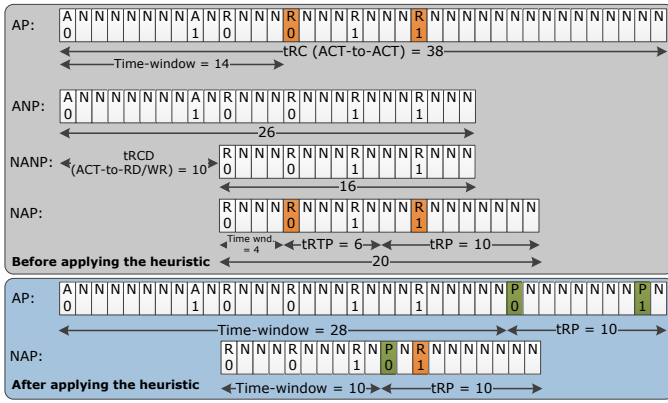 AP: A N N N N N N N A N R N N N R N N N R N N N R N N N N N N N N N N N N N N N
0 1 0 0 1 1
tRC (ACT-to-ACT) = 38
Time-window = 14
ANP: A N N N N N N N A N R N N N R N N N R N N N R N N N
0 1 0 0 1 1
26
NANP: tRCD (ACT-to-RD/WR) = 10 R N N N R N N N R N N N R N N N
0 0 1 1
16
NAP: R N N N R N N N R N N N R N N N N N N N
0 0 1 1
Time wnd. = 4 tRTP = 6 tRP = 10
20
Before applying the heuristic
AP: A N N N N N N N A N R N N N R N N N R N N N R N N N N N P N N N N N N N P N
0 1 0 0 1 1 0 1
Time-window = 28 tRP = 10
NAP: R N N N R N N N R N P N R N N N N N N N
0 0 1 0 1
After applying the heuristic Time-window = 10 tRP = 10